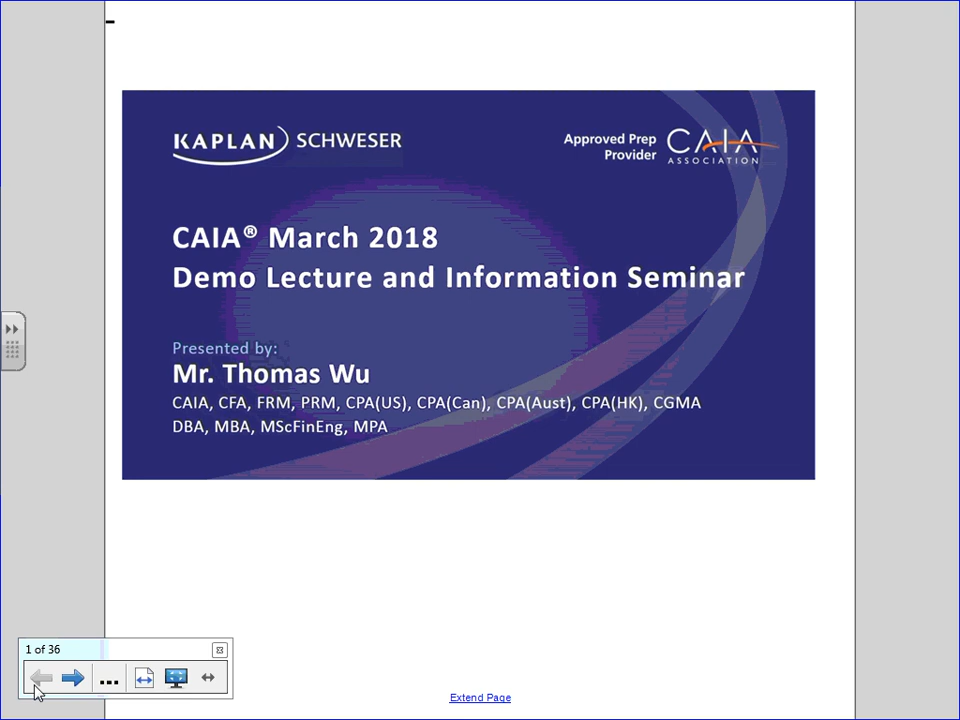 KAPLAN SCHWESER
Approved Prep
Provider
CAIA
ASSOCIATION
CAIA® March 2018
Demo Lecture and Information Seminar
Presented by:
Mr. Thomas Wu
CAIA, CFA, FRM, PRM, CPA(US), CPA(Can), CPA(Aust), CPA(HK), CGMA
DBA, MBA, MScFinEng, MPA
1 of 36
...
Extend Page